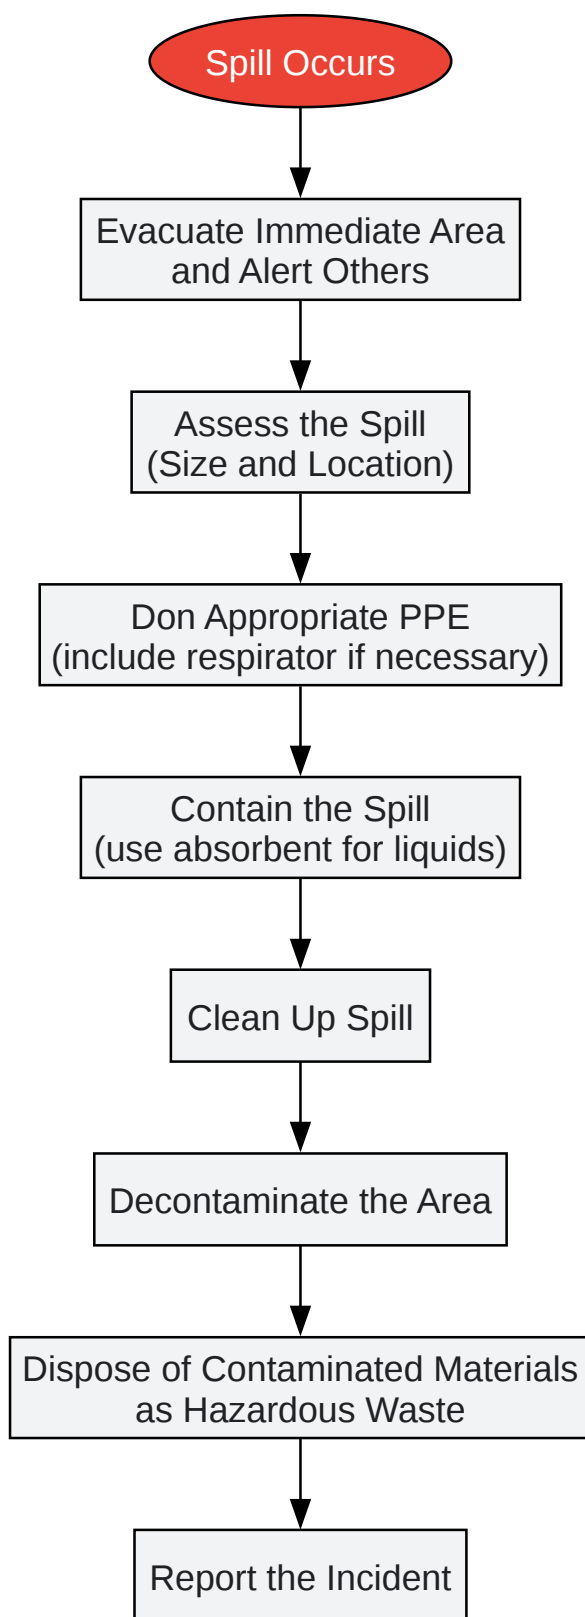 Spill Occurs
Evacuate Immediate Area
and Alert Others
Assess the Spill
(Size and Location)
Don Appropriate PPE
(include respirator if necessary)
Contain the Spill
(use absorbent for liquids)
Clean Up Spill
Decontaminate the Area
Dispose of Contaminated Materials
as Hazardous Waste
Report the Incident